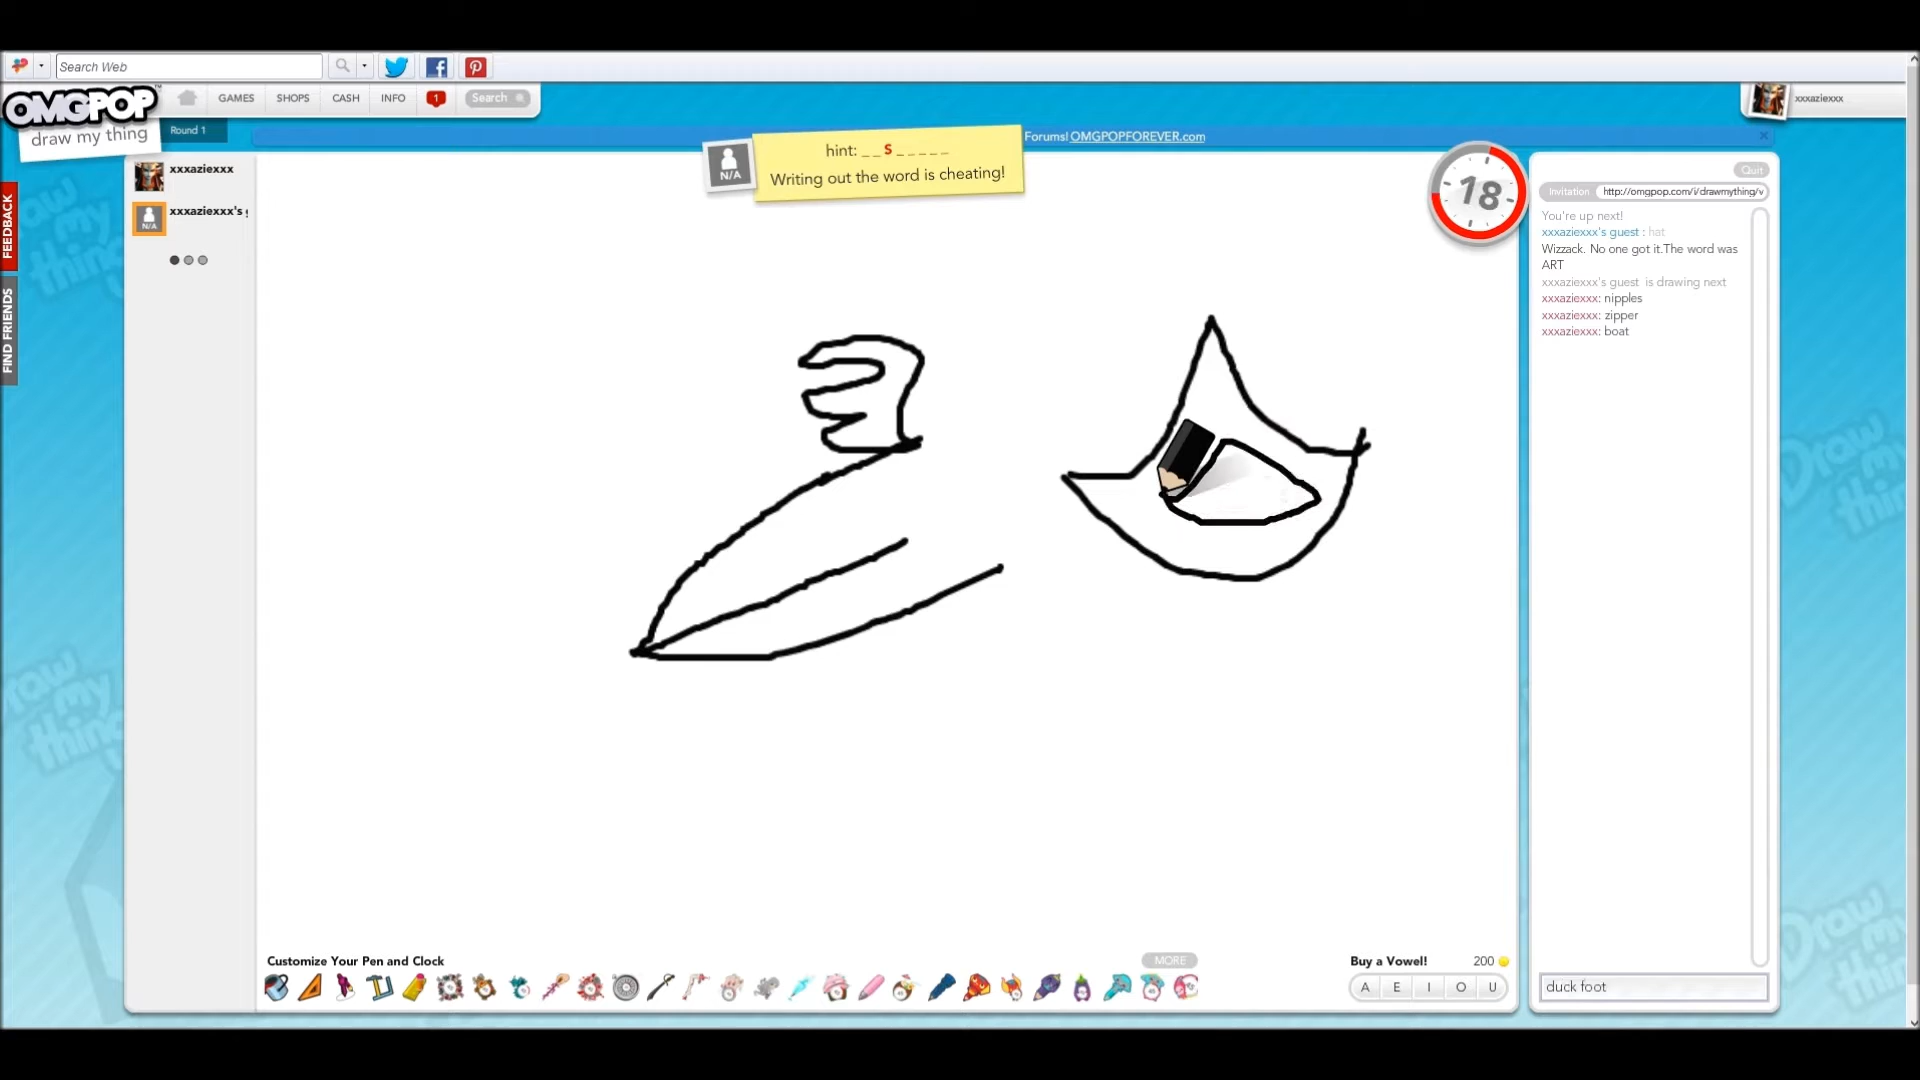 Search Web
OMGPOP
draw my thing
GAMES SHOPS CASH INFO 1 Search
xxxaziexxx
Round 1
Forums! OMGPOPFOREVER.com
FEEDBACK
FIND FRIENDS
xxxaziexxx
N/A
xxxaziexxx's
N/A
hint: _ _ S _ _ _ _ _
Writing out the word is cheating!
18
Quit
Invitation http://omgpop.com/i/drawmything/v
You're up next!
xxxaziexxx's guest : hat
Wizzack. No one got it.The word was
ART
xxxaziexxx's guest is drawing next
xxxaziexxx: nipples
xxxaziexxx: zipper
xxxaziexxx: boat
Customize Your Pen and Clock
MORE
Buy a Vowel! 200
A E I O U
duck foot